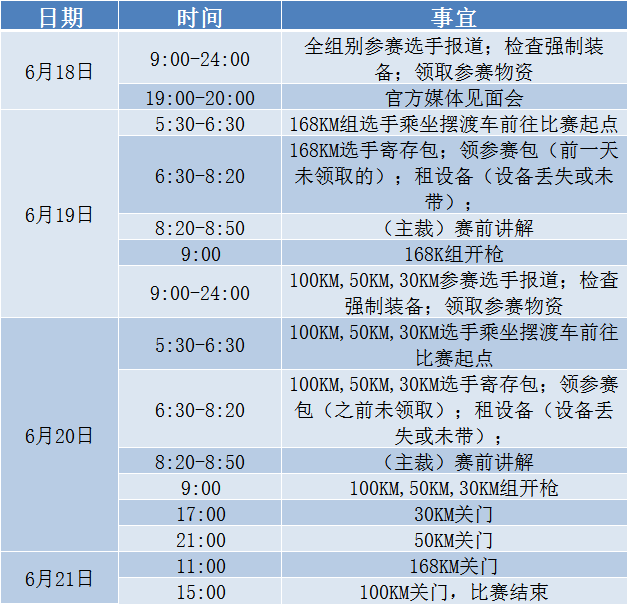 日期 时间 事宜
6月18日
9:00-24:00
全组别参赛选手报道；检查强制装
备；领取参赛物资
19:00-20:00 官方媒体见面会
6月19日
5:30-6:30 168KM组选手乘坐摆渡车前往比赛起点
6:30-8:20
168KM选手寄存包；领参赛包（前一天
未领取的）；租设备（设备丢失或未
带）；
8:20-8:50 （主裁）赛前讲解
9:00 168K组开枪
9:00-24:00
100KM,50KM,30KM参赛选手报道；检查
强制装备；领取参赛物资
6月20日
5:30-6:30
100KM,50KM,30KM选手乘坐摆渡车前往
比赛起点
6:30-8:20
100KM,50KM,30KM选手寄存包；领参赛
包（之前未领取）；租设备（设备丢
失或未带）；
8:20-8:50 （主裁）赛前讲解
9:00 100KM,50KM,30KM组开枪
17:00 30KM关门
21:00 50KM关门
6月21日
11:00 168KM关门
15:00 100KM关门，比赛结束